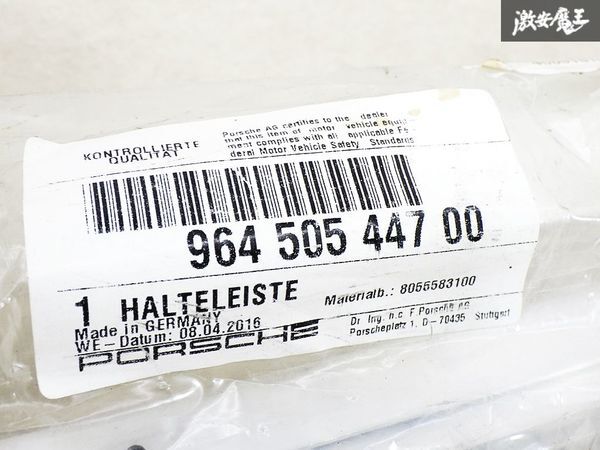 激安魔王
KONTROLLIERTE
QUALITÄT
Porsche AG certifies to the dealer
that this item of motor vehicle equip-
ment complies with all applicable Fe-
deral Motor Vehicle Safety Standards
964 505 447 00
1 HALTELEISTE
Materialb.: 8055583100
Made in GERMANY
WE-Datum: 08.04.2016
Dr. Ing. h.c. F. Porsche AG
Porscheplatz 1, D-70435 Stuttgart
PORSCHE